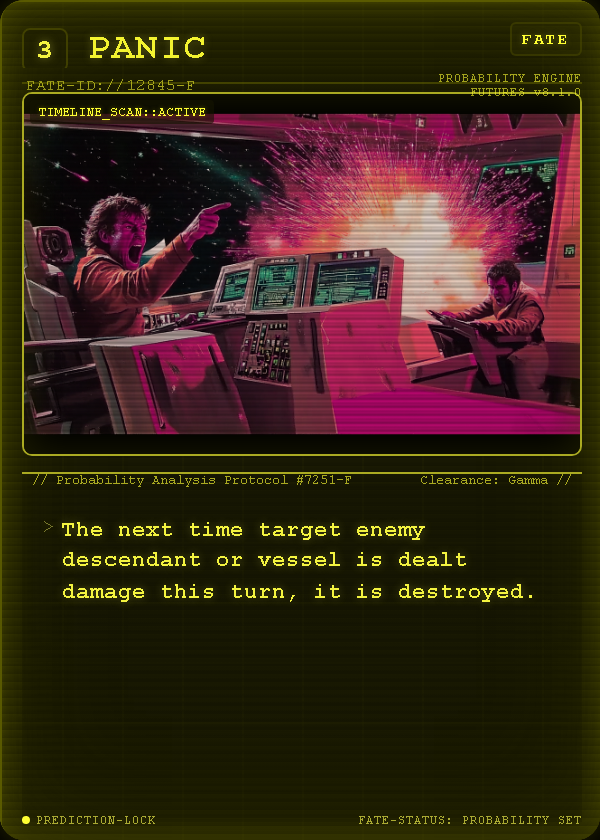 3 PANIC
FATE
FATE-ID://12845-F
PROBABILITY ENGINE
FUTURES v8.1.0
TIMELINE_SCAN::ACTIVE
// Probability Analysis Protocol #7251-F
Clearance: Gamma //
> The next time target enemy
descendant or vessel is dealt
damage this turn, it is destroyed.
PREDICTION-LOCK
FATE-STATUS: PROBABILITY SET